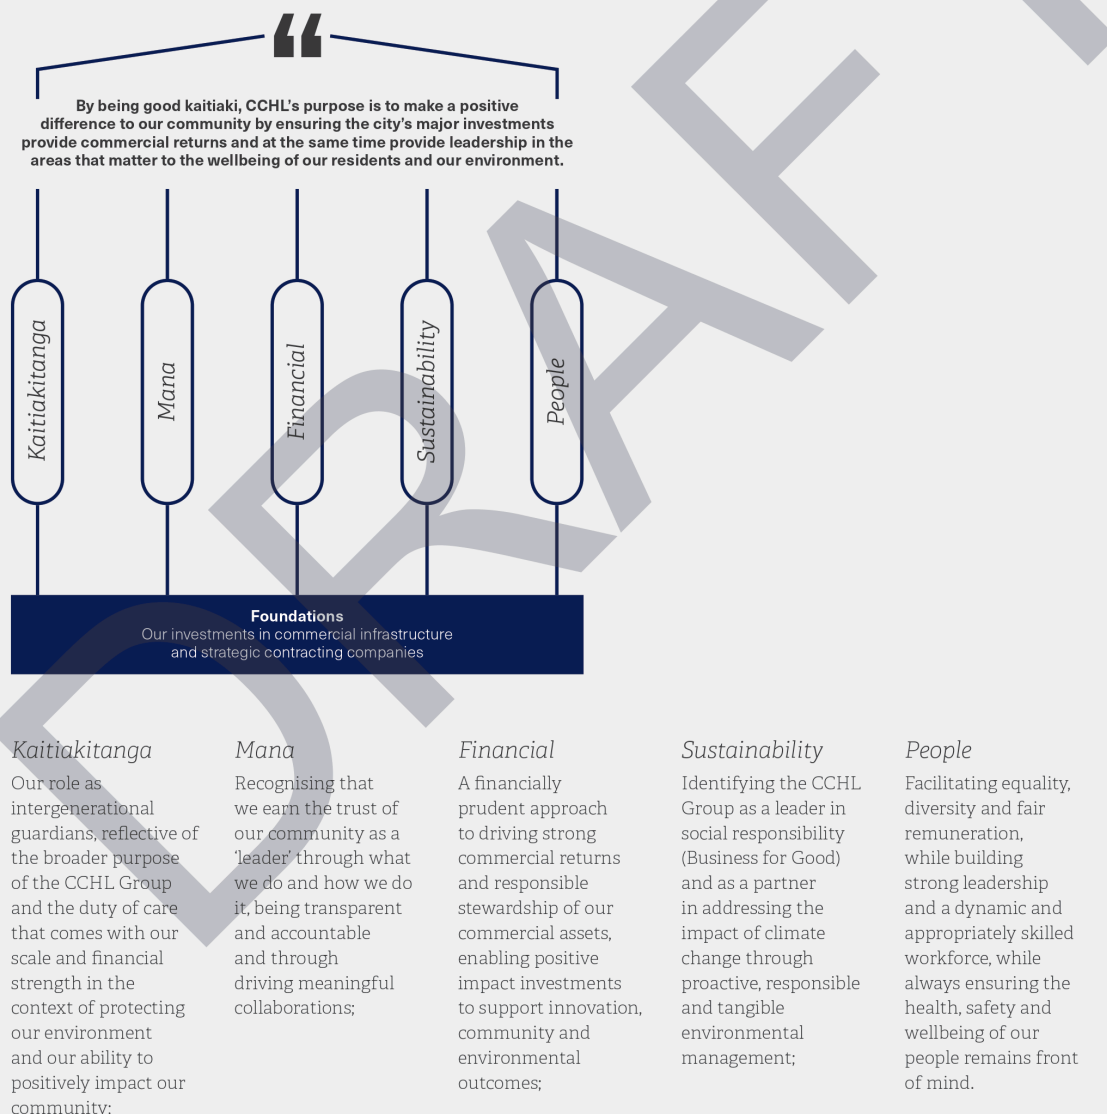 “
By being good kaitiaki, CCHL’s purpose is to make a positive
difference to our community by ensuring the city’s major investments
provide commercial returns and at the same time provide leadership in the
areas that matter to the wellbeing of our residents and our environment.
Kaitiakitanga
Mana
Financial
Sustainability
People
Foundations
Our investments in commercial infrastructure
and strategic contracting companies
Kaitiakitanga
Our role as
intergenerational
guardians, reflective of
the broader purpose
of the CCHL Group
and the duty of care
that comes with our
scale and financial
strength in the
context of protecting
our environment
and our ability to
positively impact our
community;
Mana
Recognising that
we earn the trust of
our community as a
‘leader’ through what
we do and how we do
it, being transparent
and accountable
and through
driving meaningful
collaborations;
Financial
A financially
prudent approach
to driving strong
commercial returns
and responsible
stewardship of our
commercial assets,
enabling positive
impact investments
to support innovation,
community and
environmental
outcomes;
Sustainability
Identifying the CCHL
Group as a leader in
social responsibility
(Business for Good)
and as a partner
in addressing the
impact of climate
change through
proactive, responsible
and tangible
environmental
management;
People
Facilitating equality,
diversity and fair
remuneration,
while building
strong leadership
and a dynamic and
appropriately skilled
workforce, while
always ensuring the
health, safety and
wellbeing of our
people remains front
of mind.
DRAFT